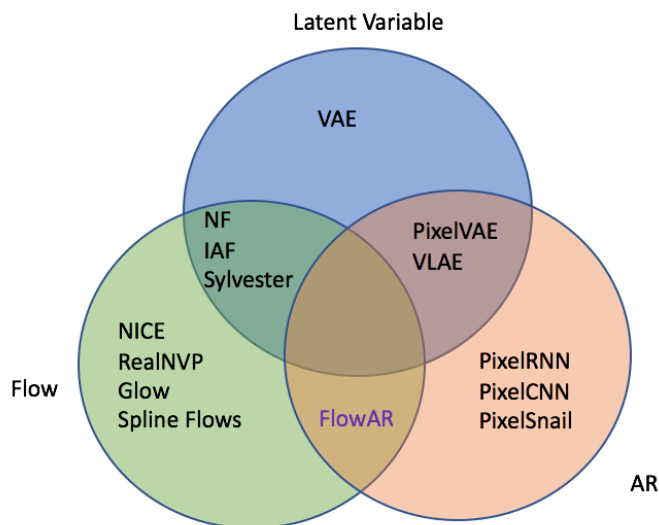 Latent Variable
VAE
NF
IAF
Sylvester
PixelVAE
VLAE
NICE
RealNVP
Glow
Spline Flows
Flow
FlowAR
PixelRNN
PixelCNN
PixelSnail
AR